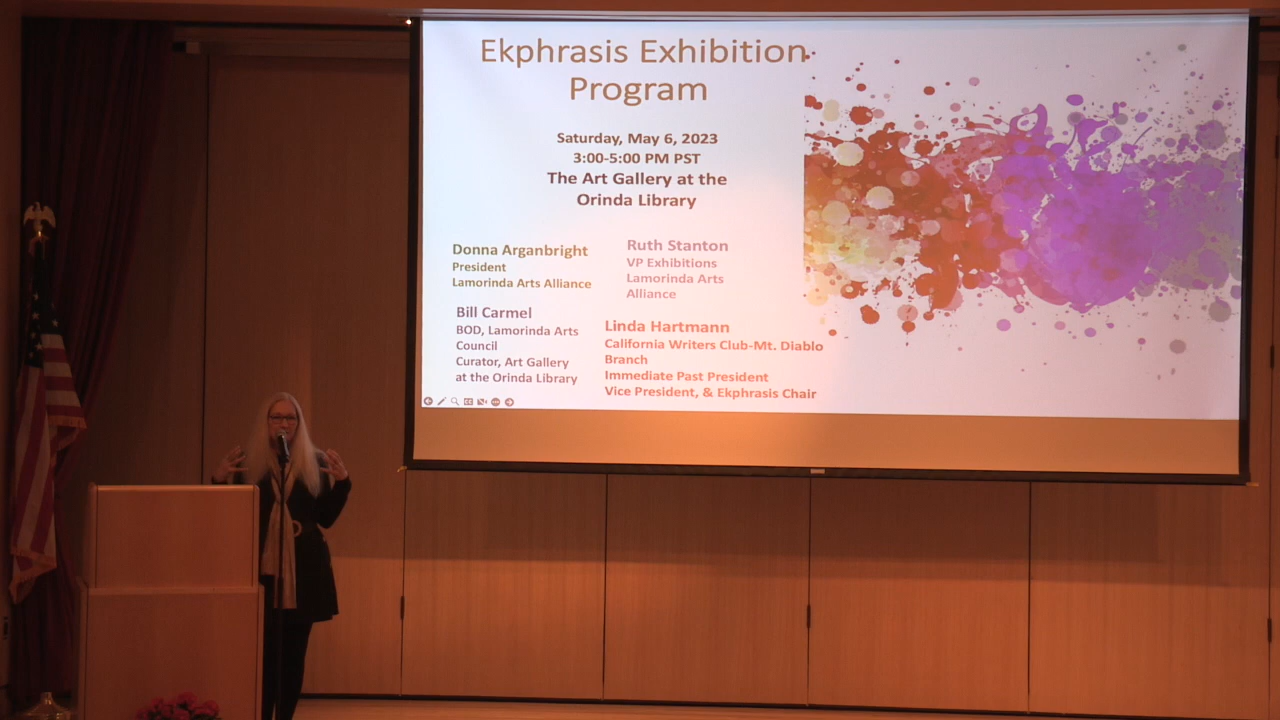 Ekphrasis Exhibition
Program
Saturday, May 6, 2023
3:00-5:00 PM PST
The Art Gallery at the
Orinda Library
Donna Arganbright
President
Lamorinda Arts Alliance
Ruth Stanton
VP Exhibitions
Lamorinda Arts
Alliance
Bill Carmel
BOD, Lamorinda Arts
Council
Curator, Art Gallery
at the Orinda Library
Linda Hartmann
California Writers Club-Mt. Diablo
Branch
Immediate Past President
Vice President, & Ekphrasis Chair